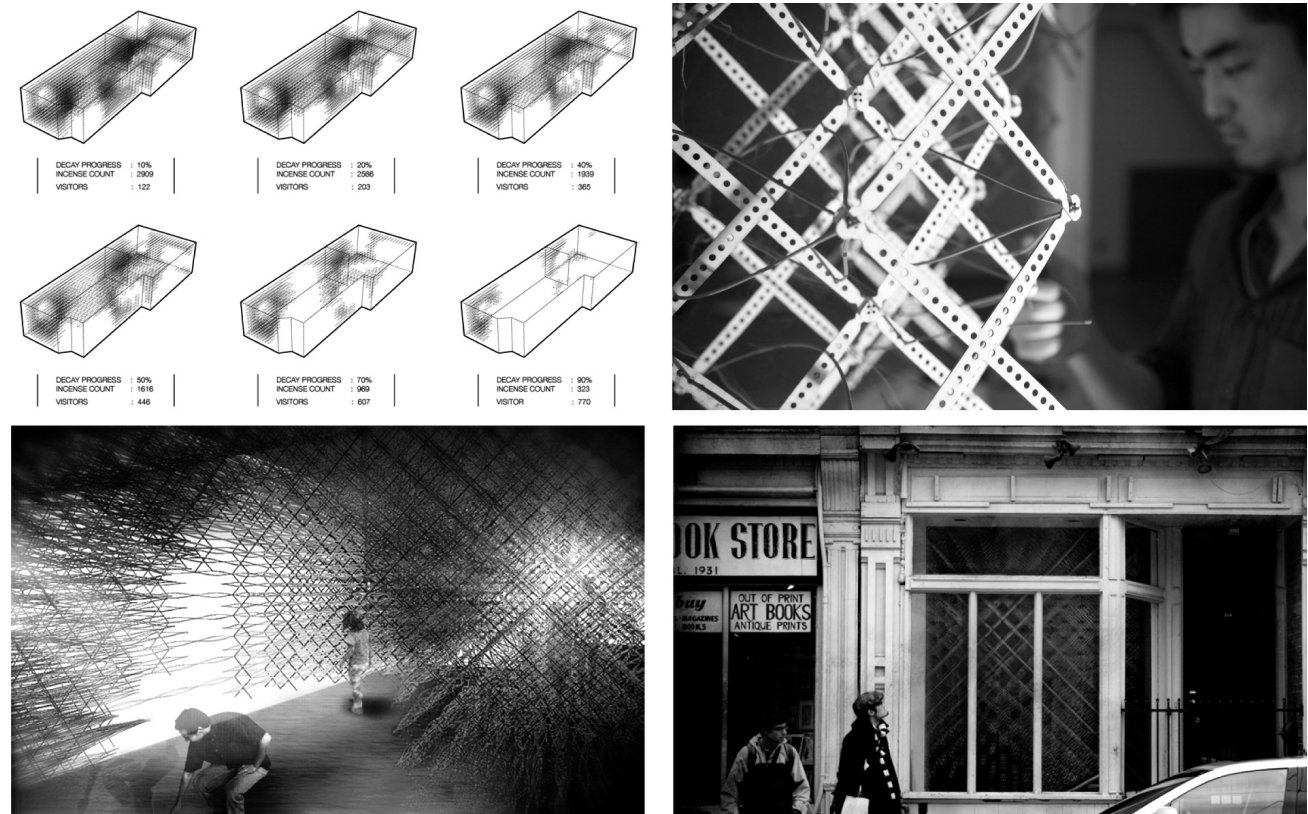 DECAY PROGRESS : 10%
INCENSE COUNT : 2909
VISITORS : 122
DECAY PROGRESS : 20%
INCENSE COUNT : 2586
VISITORS : 203
DECAY PROGRESS : 40%
INCENSE COUNT : 1939
VISITORS : 365
DECAY PROGRESS : 50%
INCENSE COUNT : 1616
VISITORS : 446
DECAY PROGRESS : 70%
INCENSE COUNT : 969
VISITORS : 607
DECAY PROGRESS : 90%
INCENSE COUNT : 323
VISITOR : 770
OOK STORE
1931
buy
MAGAZINES
BOOKS
OUT OF PRINT
ART BOOKS
ANTIQUE PRINTS